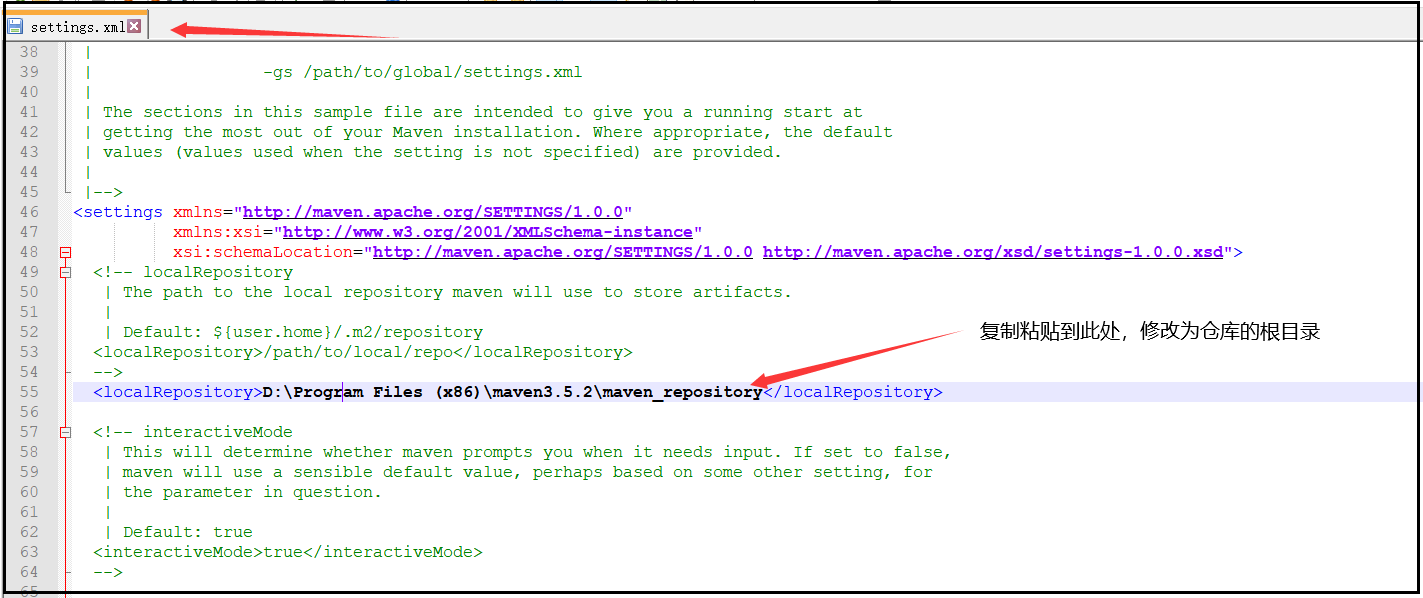 settings.xml
38 |
39 | -gs /path/to/global/settings.xml
40 |
41 | The sections in this sample file are intended to give you a running start at
42 | getting the most out of your Maven installation. Where appropriate, the default
43 | values (values used when the setting is not specified) are provided.
44 |
45 |-->
46 <settings xmlns="http://maven.apache.org/SETTINGS/1.0.0"
47 xmlns:xsi="http://www.w3.org/2001/XMLSchema-instance"
48 xsi:schemaLocation="http://maven.apache.org/SETTINGS/1.0.0 http://maven.apache.org/xsd/settings-1.0.0.xsd">
49 <!-- localRepository
50 | The path to the local repository maven will use to store artifacts.
51 |
52 | Default: ${user.home}/.m2/repository
复制粘贴到此处，修改为仓库的根目录
53 <localRepository>/path/to/local/repo</localRepository>
54 -->
55 <localRepository>D:\Program Files (x86)\maven3.5.2\maven_repository</localRepository>
56
57 <!-- interactiveMode
58 | This will determine whether maven prompts you when it needs input. If set to false,
59 | maven will use a sensible default value, perhaps based on some other setting, for
60 | the parameter in question.
61 |
62 | Default: true
63 <interactiveMode>true</interactiveMode>
64 -->
65